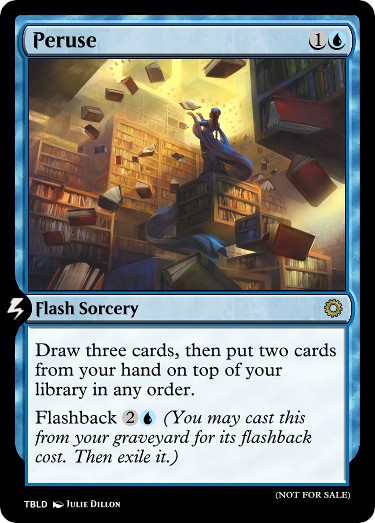 Peruse 1
Flash Sorcery
Draw three cards, then put two cards
from your hand on top of your
library in any order.
Flashback 2 (You may cast this
from your graveyard for its flashback
cost. Then exile it.)
TBLD Julie Dillon
(NOT FOR SALE)